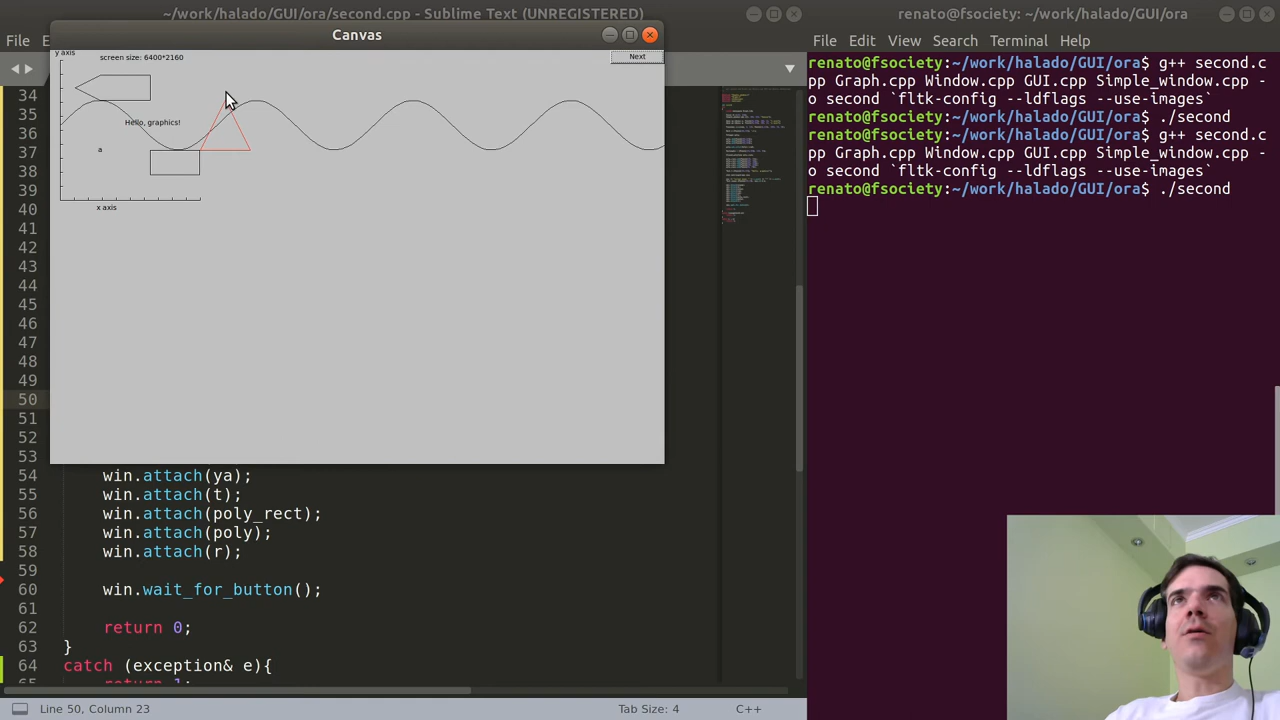 ~/work/halado/GUI/ora/second.cpp - Sublime Text (UNREGISTERED)
renato@fsociety: ~/work/halado/GUI/ora
Canvas
File
File Edit View Search Terminal Help
y axis
screen size: 6400*2160
Next
Hello, graphics!
a
x axis
renato@fsociety:~/work/halado/GUI/ora$ g++ second.c
pp Graph.cpp Window.cpp GUI.cpp Simple_window.cpp -
o second `fltk-config --ldflags --use-images`
renato@fsociety:~/work/halado/GUI/ora$ ./second
renato@fsociety:~/work/halado/GUI/ora$ g++ second.c
pp Graph.cpp Window.cpp GUI.cpp Simple_window.cpp -
o second `fltk-config --ldflags --use-images`
renato@fsociety:~/work/halado/GUI/ora$ ./second
34
35
36
37
38
39
40
41
42
43
44
45
46
47
48
49
50
51
52
53
54 win.attach(ya);
55 win.attach(t);
56 win.attach(poly_rect);
57 win.attach(poly);
58 win.attach(r);
59
60 win.wait_for_button();
61
62 return 0;
63 }
64 catch (exception& e){
65 return 1;
Line 50, Column 23
Tab Size: 4
C++